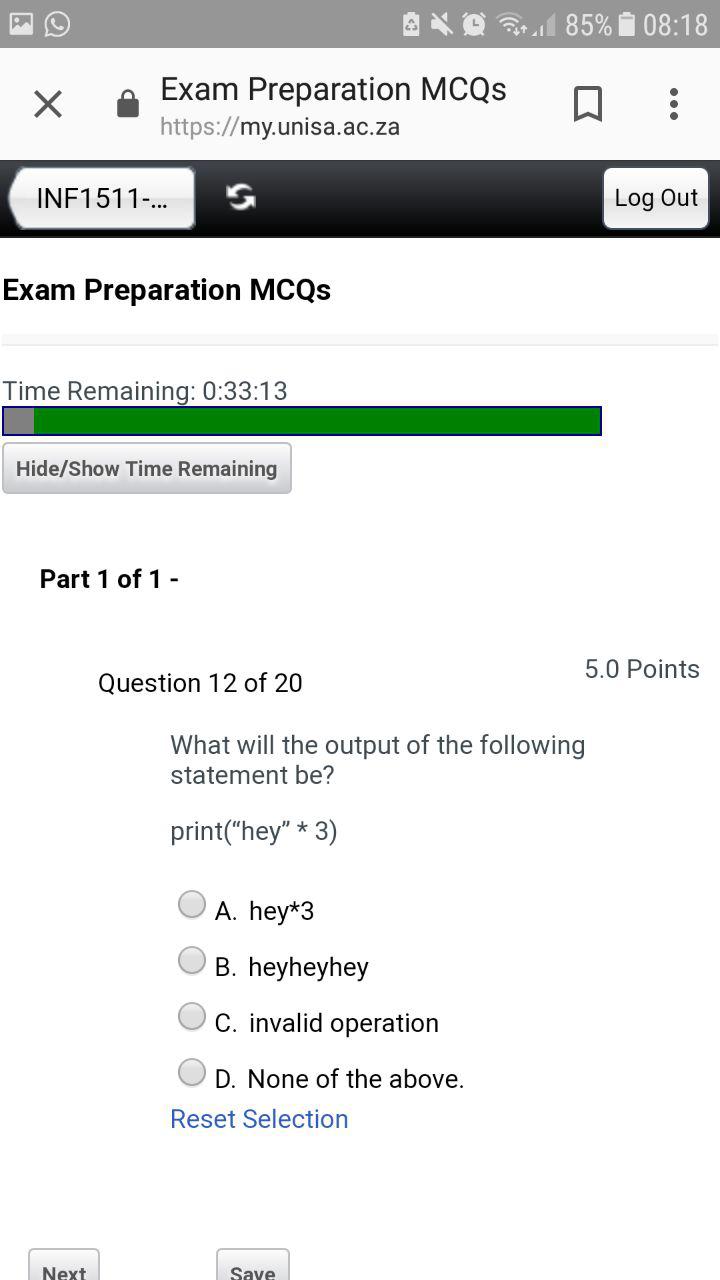 85% 08:18
Exam Preparation MCQs
https://my.unisa.ac.za
INF1511-...
Log Out
Exam Preparation MCQs
Time Remaining: 0:33:13
Hide/Show Time Remaining
Part 1 of 1 -
5.0 Points
Question 12 of 20
What will the output of the following
statement be?
print(“hey” * 3)
A. hey*3
B. heyheyhey
C. invalid operation
D. None of the above.
Reset Selection
Next Save